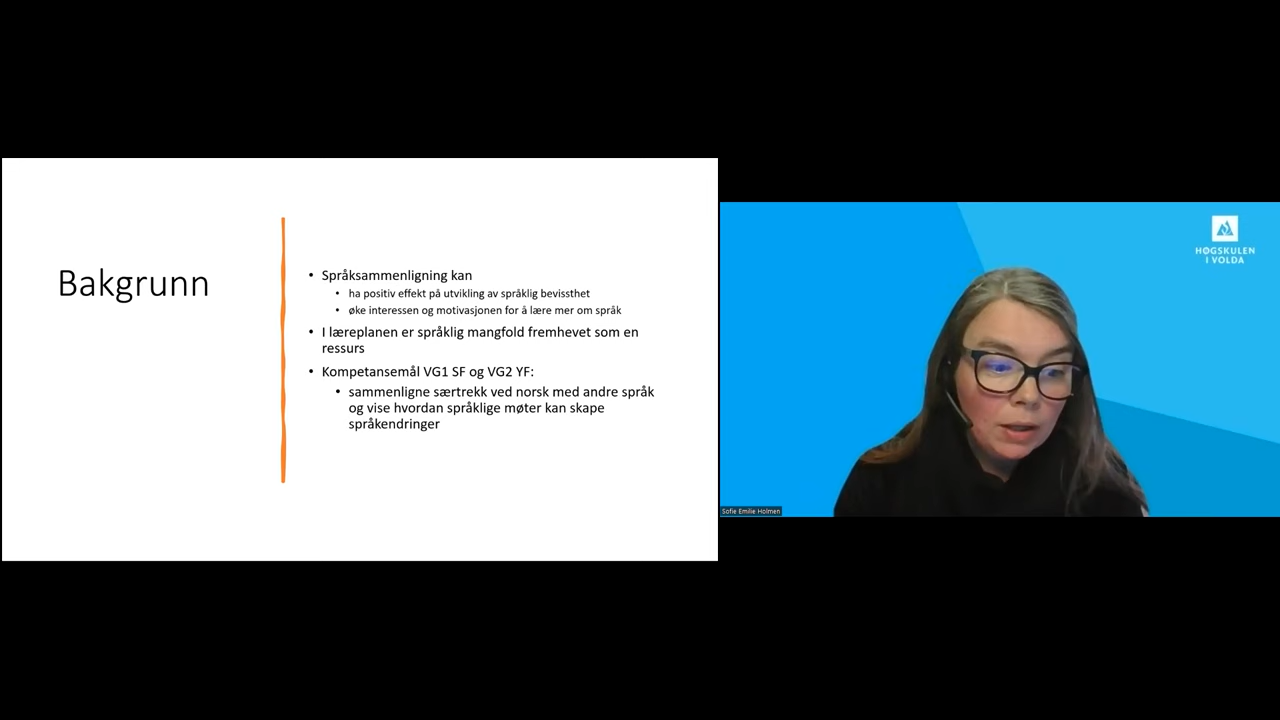 Bakgrunn
• Språksammenligning kan
• ha positiv effekt på utvikling av språklig bevissthet
• øke interessen og motivasjonen for å lære mer om språk
• I læreplanen er språklig mangfold fremhevet som en
ressurs
• Kompetansemål VG1 SF og VG2 YF:
• sammenligne særtrekk ved norsk med andre språk
og vise hvordan språklige møter kan skape
språkendringer
HØGSKULEN
I VOLDA
Sofie Emilie Holmen